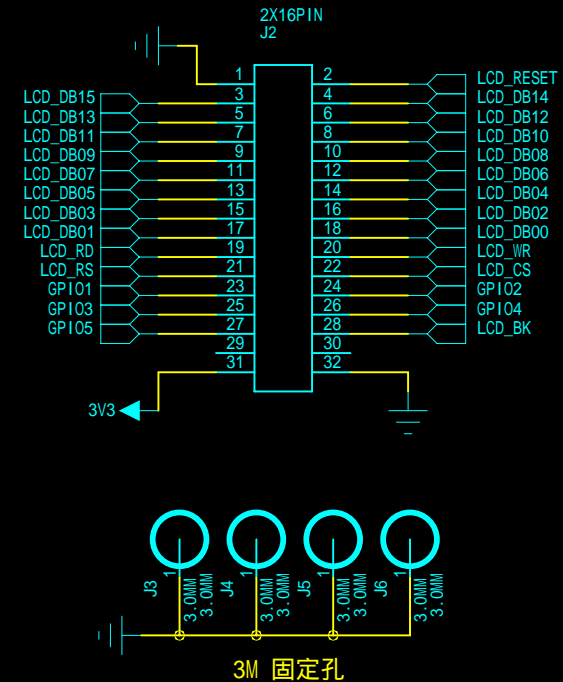 2X16PIN
J2
1 2 LCD_RESET
LCD_DB15 3 4 LCD_DB14
LCD_DB13 5 6 LCD_DB12
LCD_DB11 7 8 LCD_DB10
LCD_DB09 9 10 LCD_DB08
LCD_DB07 11 12 LCD_DB06
LCD_DB05 13 14 LCD_DB04
LCD_DB03 15 16 LCD_DB02
LCD_DB01 17 18 LCD_DB00
LCD_RD 19 20 LCD_WR
LCD_RS 21 22 LCD_CS
GPIO1 23 24 GPIO2
GPIO3 25 26 GPIO4
GPIO5 27 28 LCD_BK
29 30
31 32
3V3
J3 1 3.0MM 3.0MM
J4 1 3.0MM 3.0MM
J5 1 3.0MM 3.0MM
J6 1 3.0MM 3.0MM
3M 固定孔